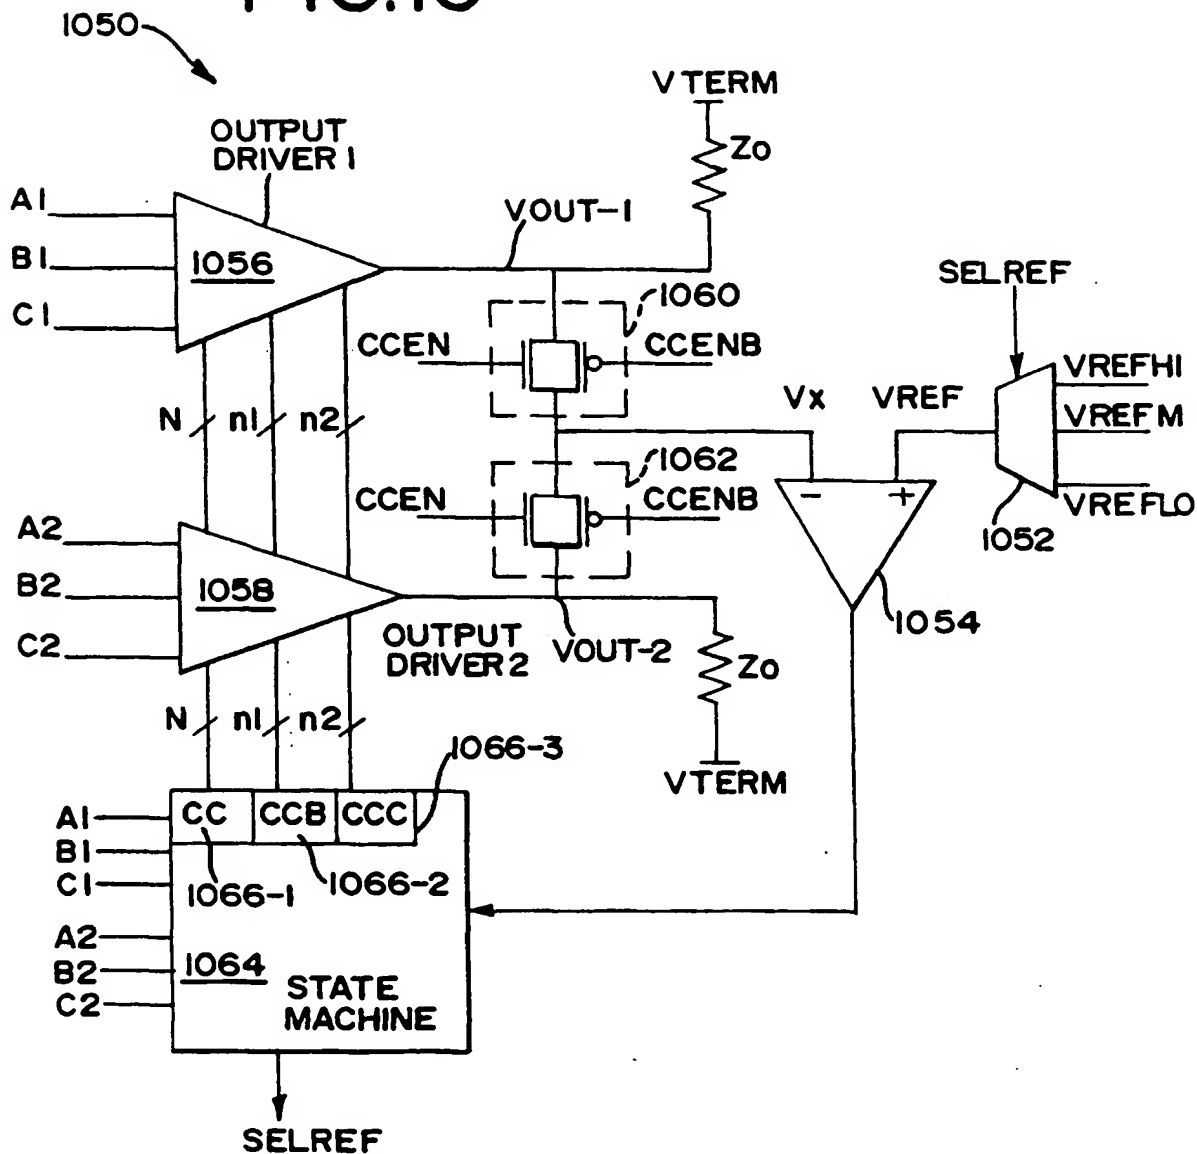 1050
VTERM
OUTPUT
DRIVER 1
Zo
A1
VOUT-1
B1
1056
SELREF
1060
C1
CCEN
CCENB
VREFHI
Vx
VREF
VREFM
N
n1
n2
1062
CCEN
CCENB
-
+
VREFLO
A2
1052
B2
1058
1054
OUTPUT
DRIVER 2
VOUT-2
C2
Zo
N
n1
n2
1066-3
VTERM
A1
CC
CCB
CCC
B1
C1
1066-1
1066-2
A2
B2
1064
C2
STATE
MACHINE
SELREF